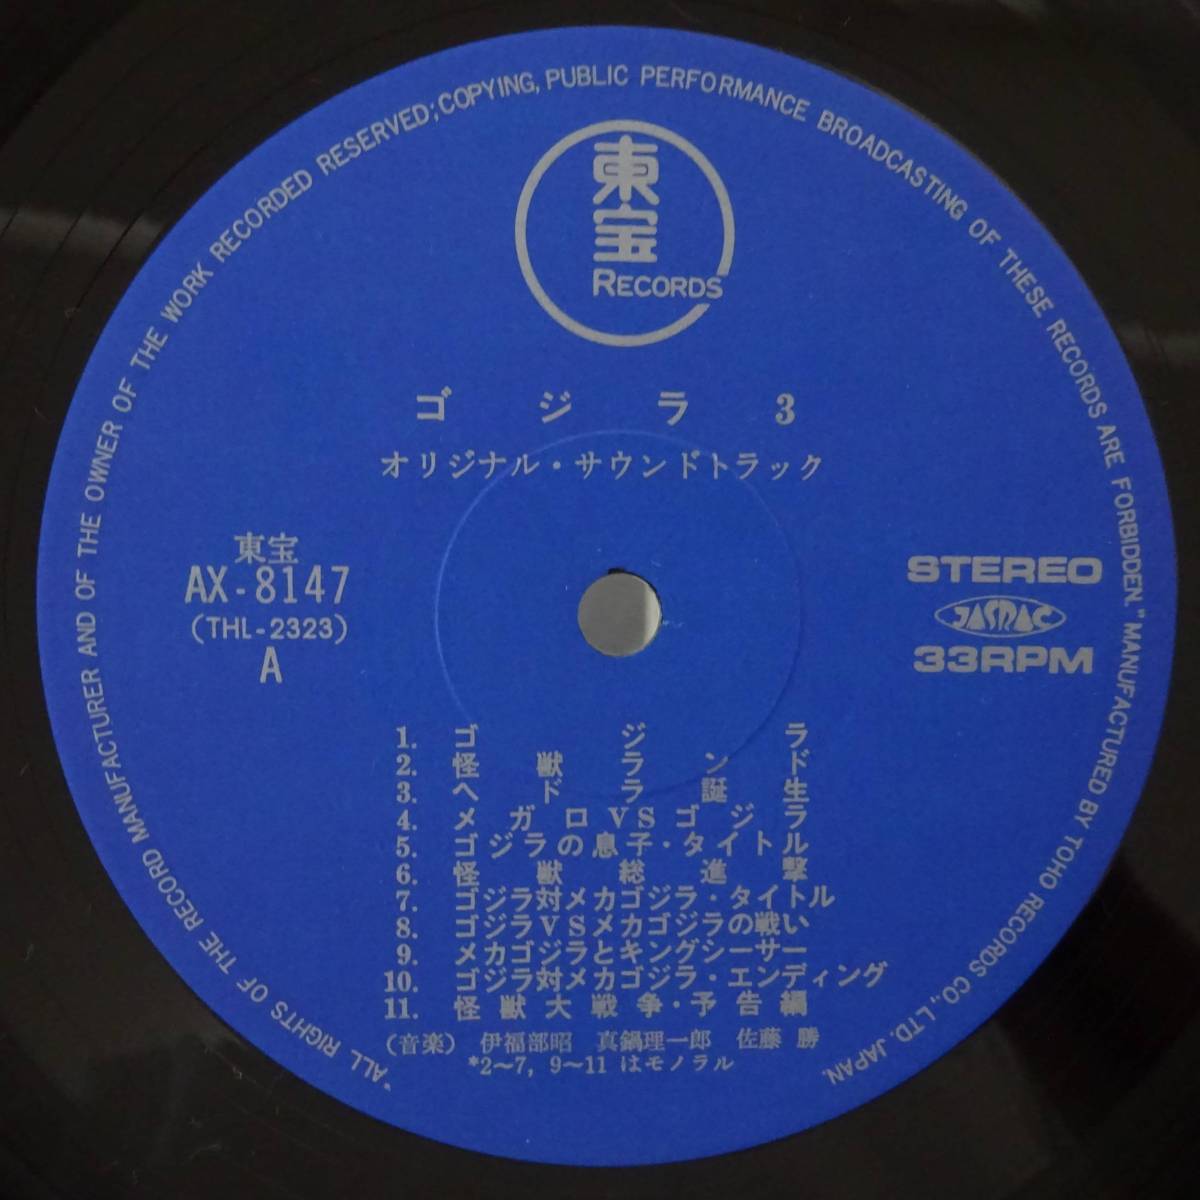 "ALL RIGHTS OF THE RECORD MANUFACTURER AND OF THE OWNER OF THE WORK RECORDED RESERVED; COPYING, PUBLIC PERFORMANCE BROADCASTING OF THESE RECORDS ARE FORBIDDEN." MANUFACTURED BY TOHO RECORDS CO., LTD. JAPAN.
東宝
RECORDS
ゴジラ3
オリジナル・サウンドトラック
東宝
AX-8147
(THL-2323)
A
STEREO
JASRAC
33RPM
1. ゴジラ
2. 怪獣ランド
3. ヘドラ誕生
4. メガロVSゴジラ
5. ゴジラの息子・タイトル
6. 怪獣総進撃
7. ゴジラ対メカゴジラ・タイトル
8. ゴジラVSメカゴジラの戦い
9. メカゴジラとキングシーサー
10. ゴジラ対メカゴジラ・エンディング
11. 怪獣大戦争・予告編
(音楽) 伊福部昭 真鍋理一郎 佐藤 勝
*2〜7, 9〜11 はモノラル